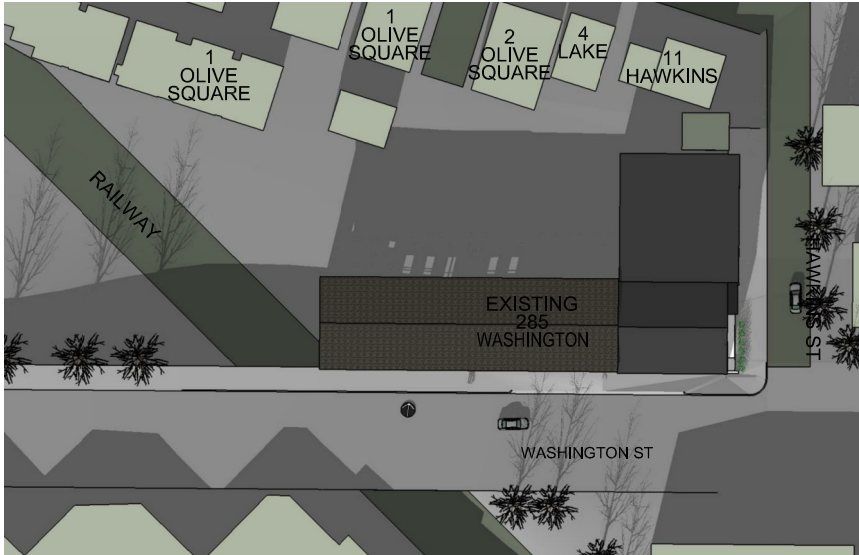 1
OLIVE
SQUARE
1
OLIVE
SQUARE
2
OLIVE
SQUARE
4
LAKE
11
HAWKINS
RAILWAY
EXISTING
285
WASHINGTON
HAWKINS ST
WASHINGTON ST